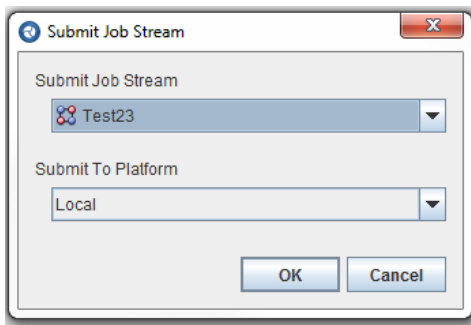 Submit Job Stream
Submit Job Stream
Test23
Submit To Platform
Local
OK Cancel